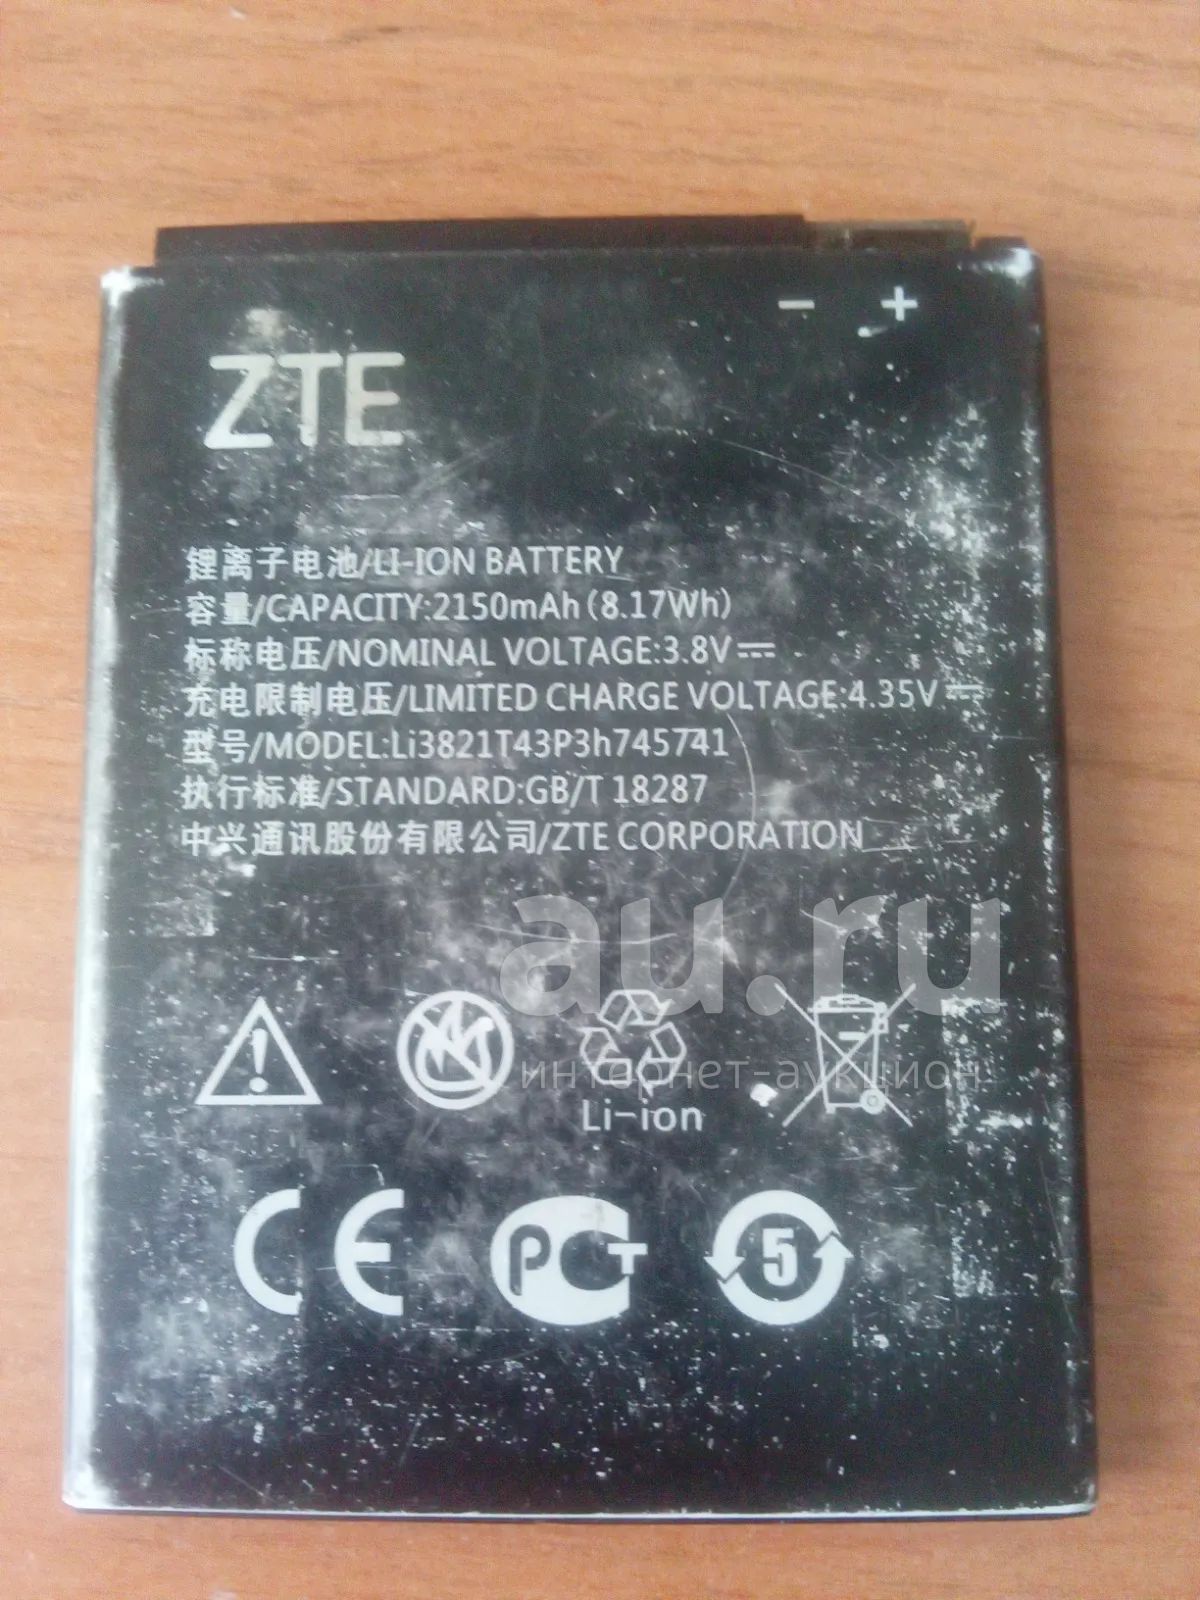 - +
ZTE
锂离子电池/LI-ION BATTERY
容量/CAPACITY:2150mAh(8.17Wh)
标称电压/NOMINAL VOLTAGE:3.8V
充电限制电压/LIMITED CHARGE VOLTAGE:4.35V
型号/MODEL:Li3821T43P3h745741
执行标准/STANDARD:GB/T 18287
中兴通讯股份有限公司/ZTE CORPORATION
au.ru
интернет-аукцион
Li-ion
CE PCT 5